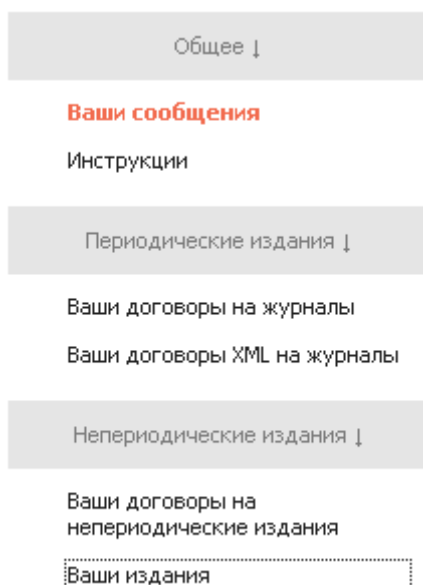 Общее ↓
Ваши сообщения
Инструкции
Периодические издания ↓
Ваши договоры на журналы
Ваши договоры XML на журналы
Непериодические издания ↓
Ваши договоры на
непериодические издания
Ваши издания